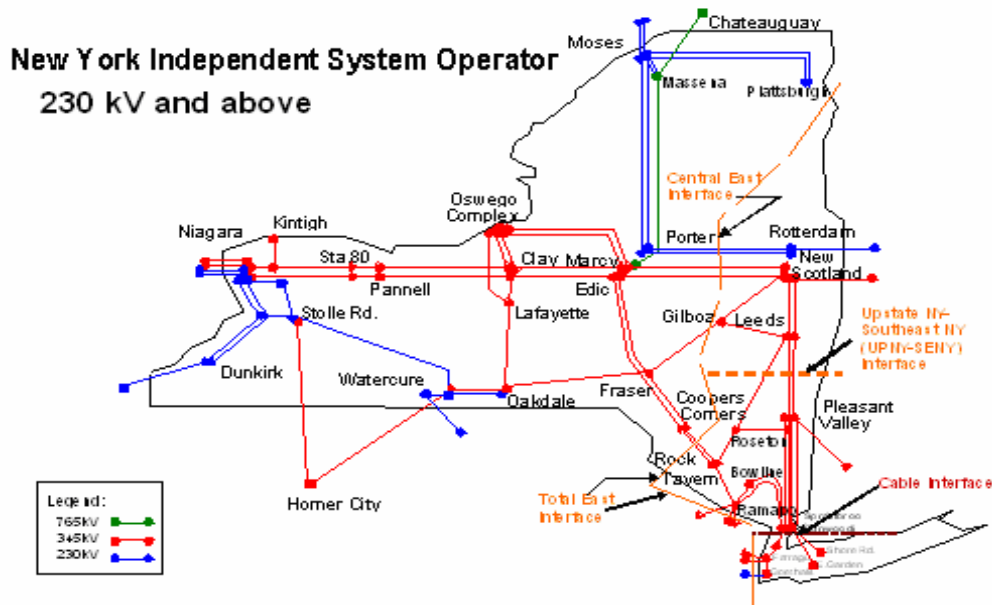 New York Independent System Operator
230 kV and above
Chateauguay
Moses
Massena
Plattsburgh
Central East
Interface
Oswego
Complex
Kintigh
Niagara
Porter
Rotterdam
Sta 80
Clay
Marcy
New
Scotland
Pannell
Edic
Stolle Rd.
Lafayette
Gilboa
Leeds
Upstate NY-
Southeast NY
(UPNY-SENY)
Interface
Dunkirk
Watercure
Oakdale
Fraser
Coopers
Corners
Pleasant
Valley
Roseton
Rock
Tavern
Bowline
Homer City
Total East
Interface
Ramapo
Cable Interface
Legend:
765kV
345kV
230kV
Shore Rd.
Garden